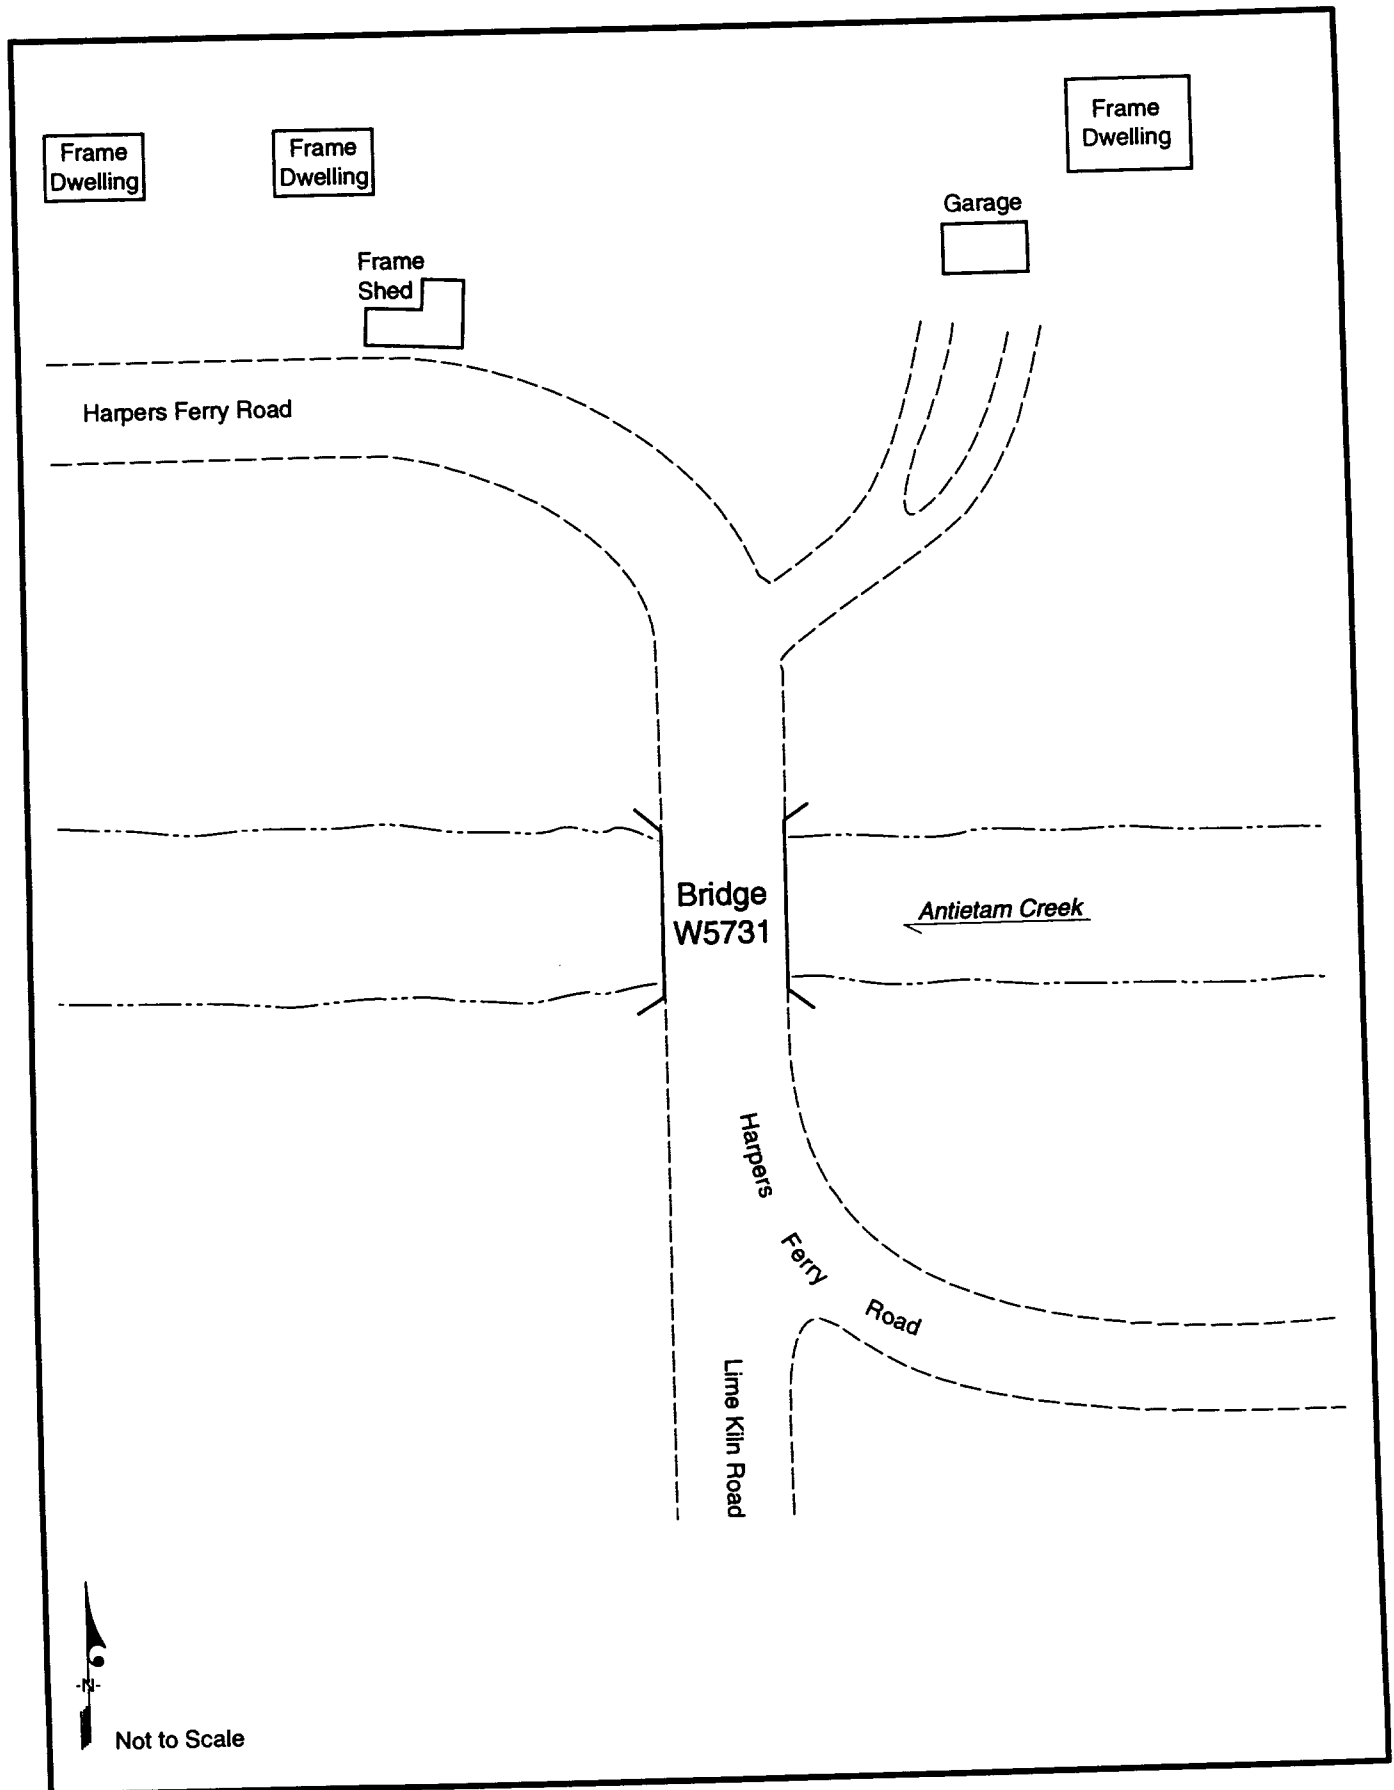 Frame
Dwelling
Frame
Dwelling
Frame
Dwelling
Garage
Frame
Shed
Harpers Ferry Road
Bridge
W5731
Antietam Creek
Harpers Ferry Road
Lime Kiln Road
-N-
Not to Scale